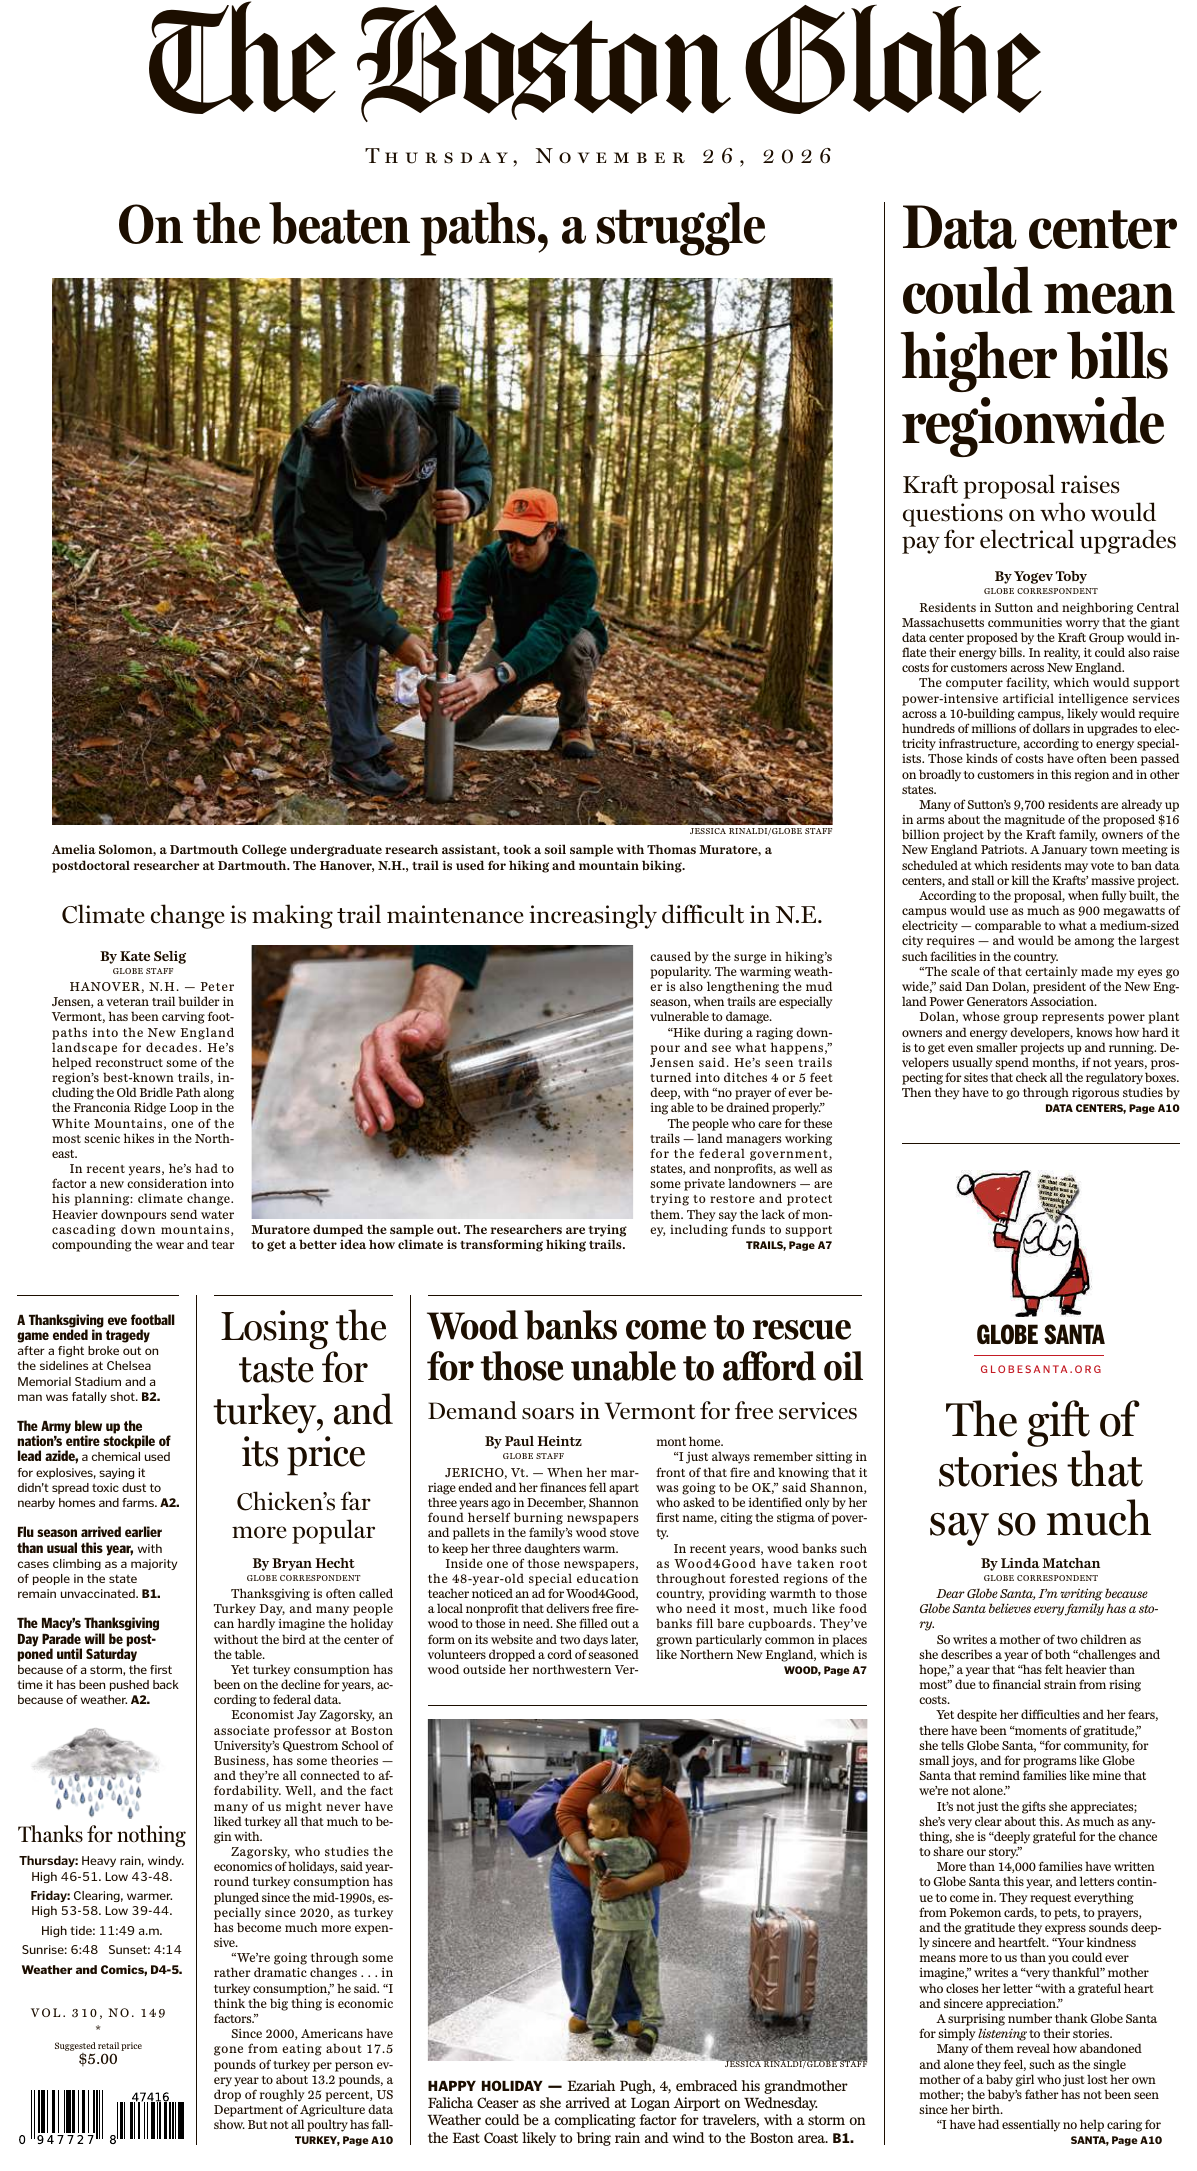 The Boston Globe
THURSDAY, NOVEMBER 26, 2026
On the beaten paths, a struggle
JESSICA RINALDI/GLOBE STAFF
Amelia Solomon, a Dartmouth College undergraduate research assistant, took a soil sample with Thomas Muratore, a
postdoctoral researcher at Dartmouth. The Hanover, N.H., trail is used for hiking and mountain biking.
Climate change is making trail maintenance increasingly difficult in N.E.
By Kate Selig
GLOBE STAFF
HANOVER, N.H. — Peter
Jensen, a veteran trail builder in
Vermont, has been carving foot-
paths into the New England
landscape for decades. He’s
helped reconstruct some of the
region’s best-known trails, in-
cluding the Old Bridle Path along
the Franconia Ridge Loop in the
White Mountains, one of the
most scenic hikes in the North-
east.
In recent years, he’s had to
factor a new consideration into
his planning: climate change.
Heavier downpours send water
cascading down mountains,
compounding the wear and tear
Muratore dumped the sample out. The researchers are trying
to get a better idea how climate is transforming hiking trails.
caused by the surge in hiking’s
popularity. The warming weath-
er is also lengthening the mud
season, when trails are especially
vulnerable to damage.
“Hike during a raging down-
pour and see what happens,”
Jensen said. He’s seen trails
turned into ditches 4 or 5 feet
deep, with “no prayer of ever be-
ing able to be drained properly.”
The people who care for these
trails — land managers working
for the federal government,
states, and nonprofits, as well as
some private landowners — are
trying to restore and protect
them. They say the lack of mon-
ey, including funds to support
TRAILS, Page A7
Data center
could mean
higher bills
regionwide
Kraft proposal raises
questions on who would
pay for electrical upgrades
By Yogev Toby
GLOBE CORRESPONDENT
Residents in Sutton and neighboring Central
Massachusetts communities worry that the giant
data center proposed by the Kraft Group would in-
flate their energy bills. In reality, it could also raise
costs for customers across New England.
The computer facility, which would support
power-intensive artificial intelligence services
across a 10-building campus, likely would require
hundreds of millions of dollars in upgrades to elec-
tricity infrastructure, according to energy special-
ists. Those kinds of costs have often been passed
on broadly to customers in this region and in other
states.
Many of Sutton’s 9,700 residents are already up
in arms about the magnitude of the proposed $16
billion project by the Kraft family, owners of the
New England Patriots. A January town meeting is
scheduled at which residents may vote to ban data
centers, and stall or kill the Krafts’ massive project.
According to the proposal, when fully built, the
campus would use as much as 900 megawatts of
electricity — comparable to what a medium-sized
city requires — and would be among the largest
such facilities in the country.
“The scale of that certainly made my eyes go
wide,” said Dan Dolan, president of the New Eng-
land Power Generators Association.
Dolan, whose group represents power plant
owners and energy developers, knows how hard it
is to get even smaller projects up and running. De-
velopers usually spend months, if not years, pros-
pecting for sites that check all the regulatory boxes.
Then they have to go through rigorous studies by
DATA CENTERS, Page A10
A Thanksgiving eve football
game ended in tragedy
after a fight broke out on
the sidelines at Chelsea
Memorial Stadium and a
man was fatally shot. B2.
The Army blew up the
nation’s entire stockpile of
lead azide, a chemical used
for explosives, saying it
didn’t spread toxic dust to
nearby homes and farms. A2.
Flu season arrived earlier
than usual this year, with
cases climbing as a majority
of people in the state
remain unvaccinated. B1.
The Macy’s Thanksgiving
Day Parade will be post-
poned until Saturday
because of a storm, the first
time it has been pushed back
because of weather. A2.
Thanks for nothing
Thursday: Heavy rain, windy.
High 46-51. Low 43-48.
Friday: Clearing, warmer.
High 53-58. Low 39-44.
High tide: 11:49 a.m.
Sunrise: 6:48 Sunset: 4:14
Weather and Comics, D4-5.
VOL. 310, NO. 149
*
Suggested retail price
$5.00
47416
0 947727 8
Losing the
taste for
turkey, and
its price
Chicken’s far
more popular
By Bryan Hecht
GLOBE CORRESPONDENT
Thanksgiving is often called
Turkey Day, and many people
can hardly imagine the holiday
without the bird at the center of
the table.
Yet turkey consumption has
been on the decline for years, ac-
cording to federal data.
Economist Jay Zagorsky, an
associate professor at Boston
University’s Questrom School of
Business, has some theories —
and they’re all connected to af-
fordability. Well, and the fact
many of us might never have
liked turkey all that much to be-
gin with.
Zagorsky, who studies the
economics of holidays, said year-
round turkey consumption has
plunged since the mid-1990s, es-
pecially since 2020, as turkey
has become much more expen-
sive.
“We’re going through some
rather dramatic changes . . . in
turkey consumption,” he said. “I
think the big thing is economic
factors.”
Since 2000, Americans have
gone from eating about 17.5
pounds of turkey per person ev-
ery year to about 13.2 pounds, a
drop of roughly 25 percent, US
Department of Agriculture data
show. But not all poultry has fall-
TURKEY, Page A10
Wood banks come to rescue
for those unable to afford oil
Demand soars in Vermont for free services
By Paul Heintz
GLOBE STAFF
JERICHO, Vt. — When her mar-
riage ended and her finances fell apart
three years ago in December, Shannon
found herself burning newspapers
and pallets in the family’s wood stove
to keep her three daughters warm.
Inside one of those newspapers,
the 48-year-old special education
teacher noticed an ad for Wood4Good,
a local nonprofit that delivers free fire-
wood to those in need. She filled out a
form on its website and two days later,
volunteers dropped a cord of seasoned
wood outside her northwestern Ver-
mont home.
“I just always remember sitting in
front of that fire and knowing that it
was going to be OK,” said Shannon,
who asked to be identified only by her
first name, citing the stigma of pover-
ty.
In recent years, wood banks such
as Wood4Good have taken root
throughout forested regions of the
country, providing warmth to those
who need it most, much like food
banks fill bare cupboards. They’ve
grown particularly common in places
like Northern New England, which is
WOOD, Page A7
JESSICA RINALDI/GLOBE STAFF
HAPPY HOLIDAY — Ezariah Pugh, 4, embraced his grandmother
Falicha Ceaser as she arrived at Logan Airport on Wednesday.
Weather could be a complicating factor for travelers, with a storm on
the East Coast likely to bring rain and wind to the Boston area. B1.
GLOBE SANTA
GLOBESANTA.ORG
The gift of
stories that
say so much
By Linda Matchan
GLOBE CORRESPONDENT
Dear Globe Santa, I’m writing because
Globe Santa believes every family has a sto-
ry.
So writes a mother of two children as
she describes a year of both “challenges and
hope,” a year that “has felt heavier than
most” due to financial strain from rising
costs.
Yet despite her difficulties and her fears,
there have been “moments of gratitude,”
she tells Globe Santa, “for community, for
small joys, and for programs like Globe
Santa that remind families like mine that
we’re not alone.”
It’s not just the gifts she appreciates;
she’s very clear about this. As much as any-
thing, she is “deeply grateful for the chance
to share our story.”
More than 14,000 families have written
to Globe Santa this year, and letters contin-
ue to come in. They request everything
from Pokemon cards, to pets, to prayers,
and the gratitude they express sounds deep-
ly sincere and heartfelt. “Your kindness
means more to us than you could ever
imagine,” writes a “very thankful” mother
who closes her letter “with a grateful heart
and sincere appreciation.”
A surprising number thank Globe Santa
for simply listening to their stories.
Many of them reveal how abandoned
and alone they feel, such as the single
mother of a baby girl who just lost her own
mother; the baby’s father has not been seen
since her birth.
“I have had essentially no help caring for
SANTA, Page A10